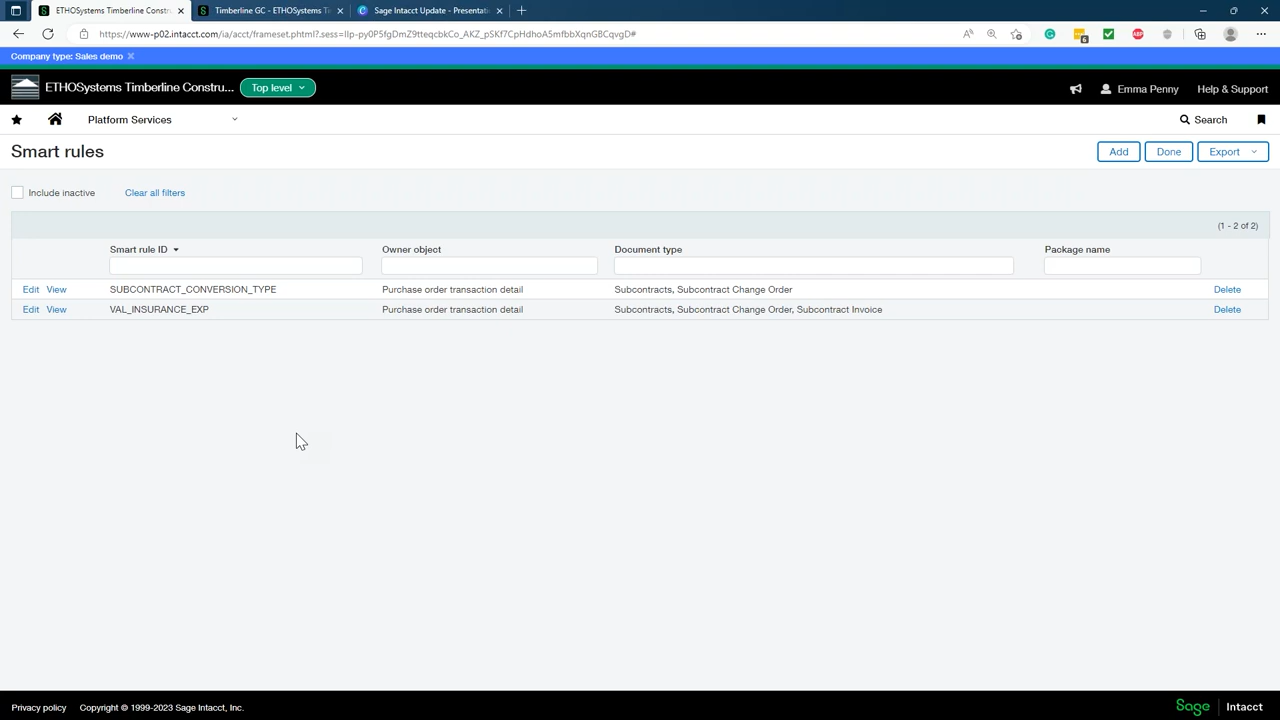 ETHOSystems Timberline Constru
Timberline GC - ETHOSystems Ti
Sage Intacct Update - Presentati
https://www-p02.intacct.com/ia/acct/frameset.phtml?.sess=
6
Company type: Sales demo
ETHOSystems Timberline Constru...
Top level
Emma Penny
Help & Support
Platform Services
Search
Smart rules
Add
Done
Export
Include inactive
Clear all filters
(1 - 2 of 2)
Smart rule ID
Owner object
Document type
Package name
Edit View SUBCONTRACT_CONVERSION_TYPE Purchase order transaction detail Subcontracts, Subcontract Change Order Delete
Edit View VAL_INSURANCE_EXP Purchase order transaction detail Subcontracts, Subcontract Change Order, Subcontract Invoice Delete
Privacy policy Copyright © 1999-2023 Sage Intacct, Inc.
Sage Intacct